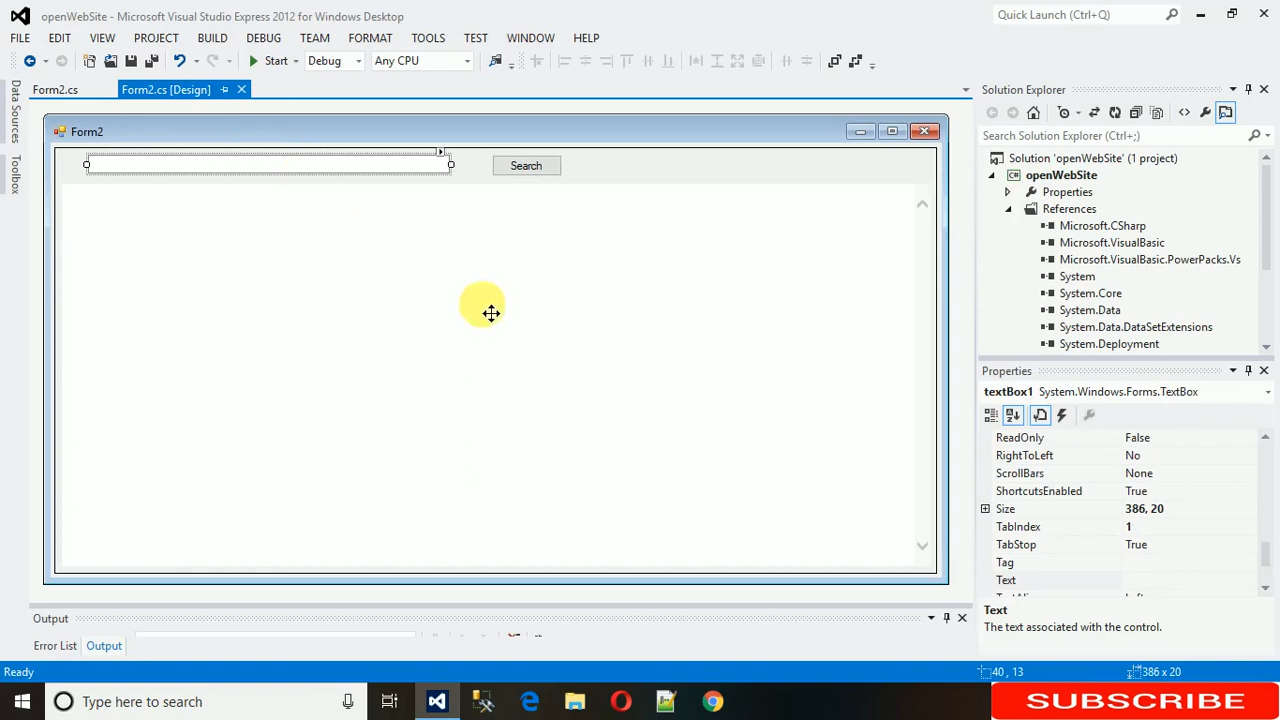 openWebSite - Microsoft Visual Studio Express 2012 for Windows Desktop
Quick Launch (Ctrl+Q)
FILE EDIT VIEW PROJECT BUILD DEBUG TEAM FORMAT TOOLS TEST WINDOW HELP
Start Debug Any CPU
Data Sources
Toolbox
Form2.cs Form2.cs [Design]
Form2
Search
Solution Explorer
Search Solution Explorer (Ctrl+;)
Solution 'openWebSite' (1 project)
C# openWebSite
Properties
References
Microsoft.CSharp
Microsoft.VisualBasic
Microsoft.VisualBasic.PowerPacks.Vs
System
System.Core
System.Data
System.Data.DataSetExtensions
System.Deployment
Properties
textBox1 System.Windows.Forms.TextBox
ReadOnly False
RightToLeft No
ScrollBars None
ShortcutsEnabled True
Size 386, 20
TabIndex 1
TabStop True
Tag
Text
Text
The text associated with the control.
Output
Error List Output
Ready
40 , 13
386 x 20
Type here to search
SUBSCRIBE